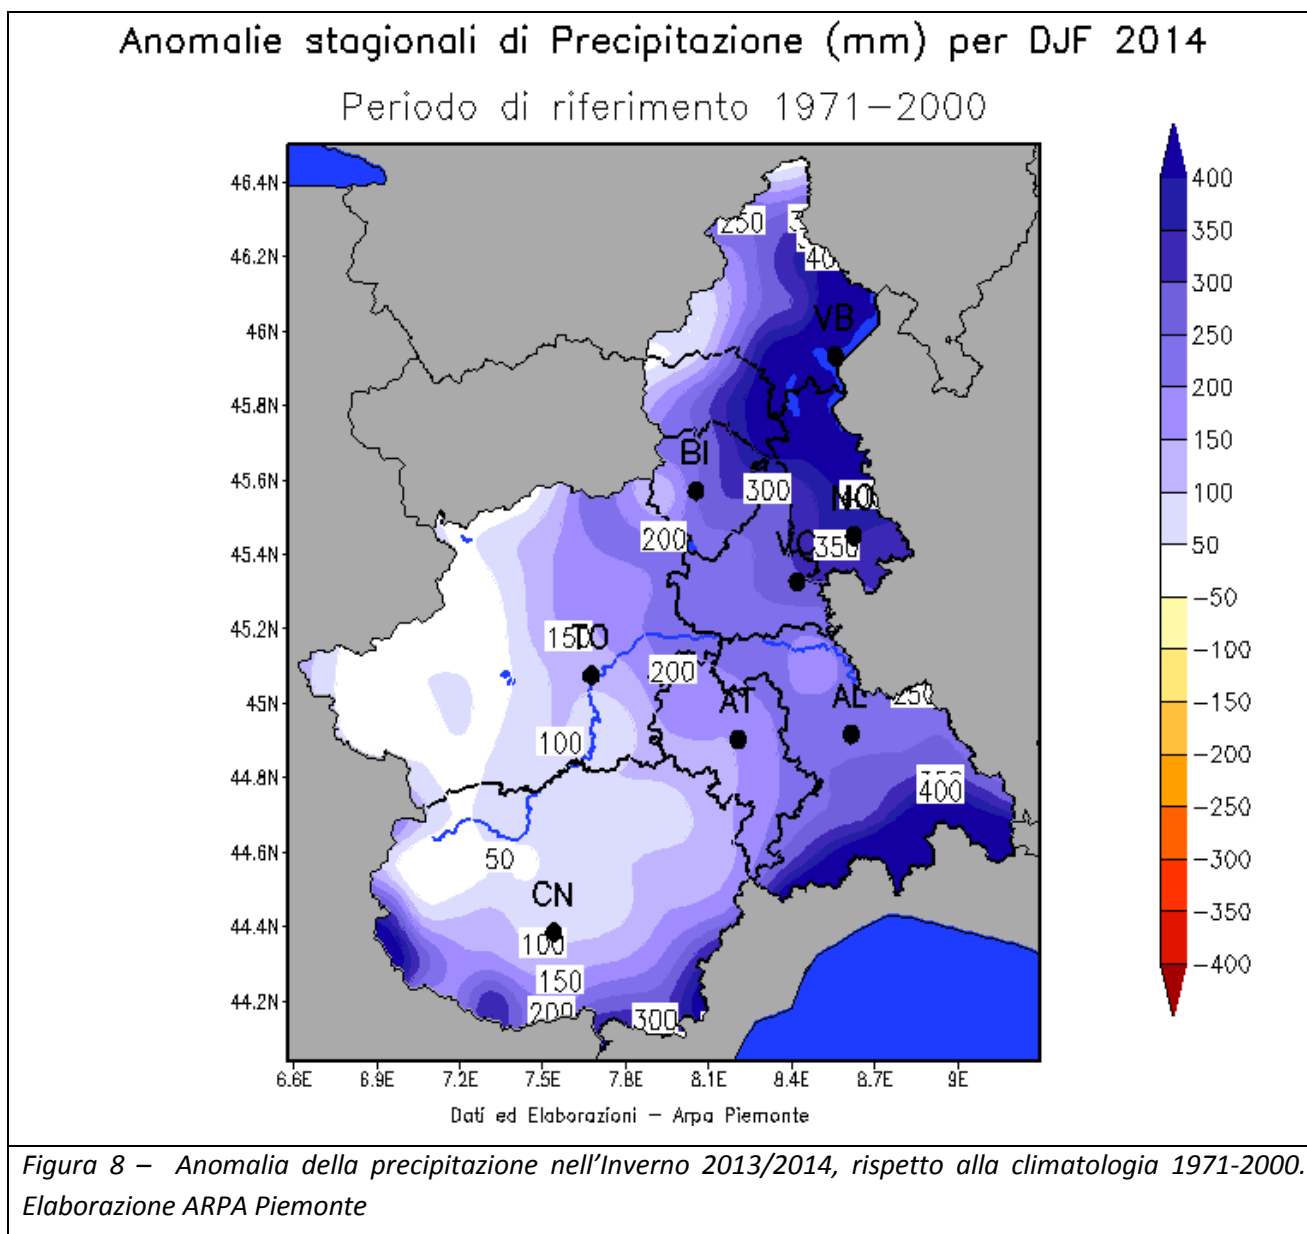 Anomalie stagionali di Precipitazione (mm) per DJF 2014
Periodo di riferimento 1971-2000
46.4N
46.2N
46N
45.8N
45.6N
45.4N
45.2N
45N
44.8N
44.6N
44.4N
44.2N
6.6E 6.9E 7.2E 7.5E 7.8E 8.1E 8.4E 8.7E 9E
250
VB
BI
300
NO
200
VC
350
150
TO
200
AT
AL
250
100
400
50
CN
100
150
200
300
400
350
300
250
200
150
100
50
-50
-100
-150
-200
-250
-300
-350
-400
Dati ed Elaborazioni - Arpa Piemonte
Figura 8 – Anomalia della precipitazione nell'Inverno 2013/2014, rispetto alla climatologia 1971-2000.
Elaborazione ARPA Piemonte